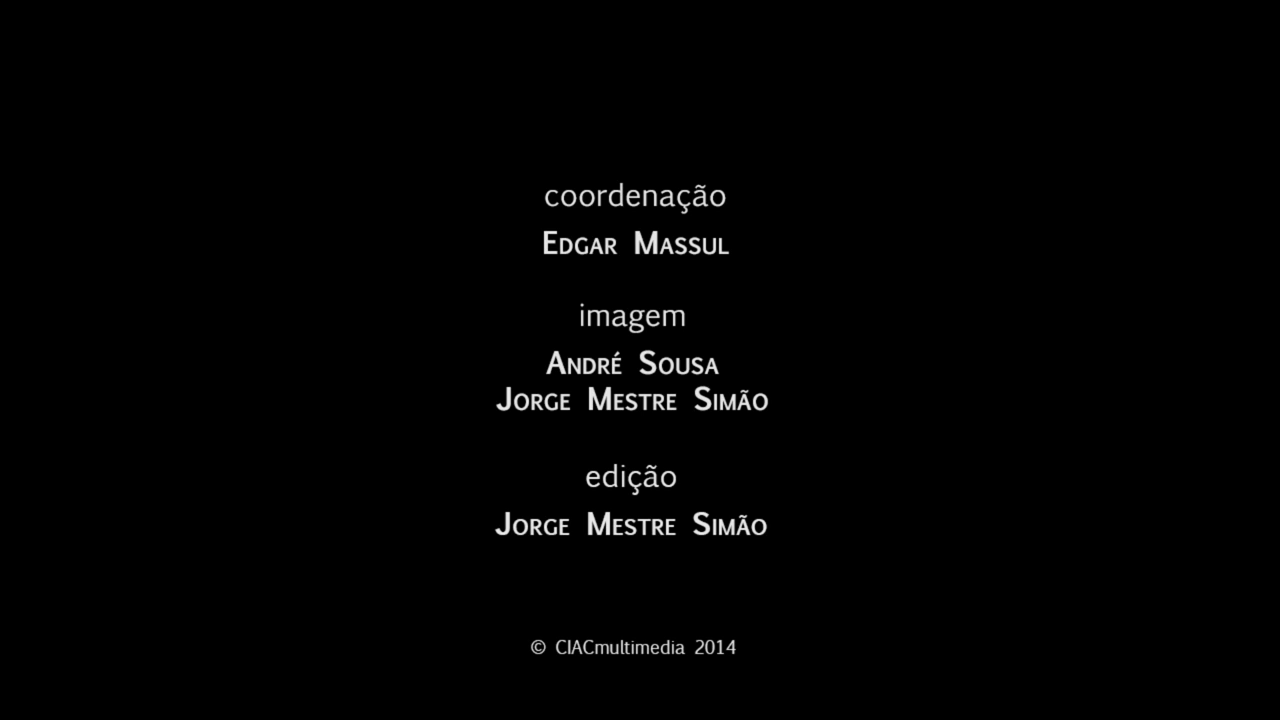 coordenação
Edgar Massul
imagem
André Sousa
Jorge Mestre Simão
edição
Jorge Mestre Simão
© CIACmultimedia 2014